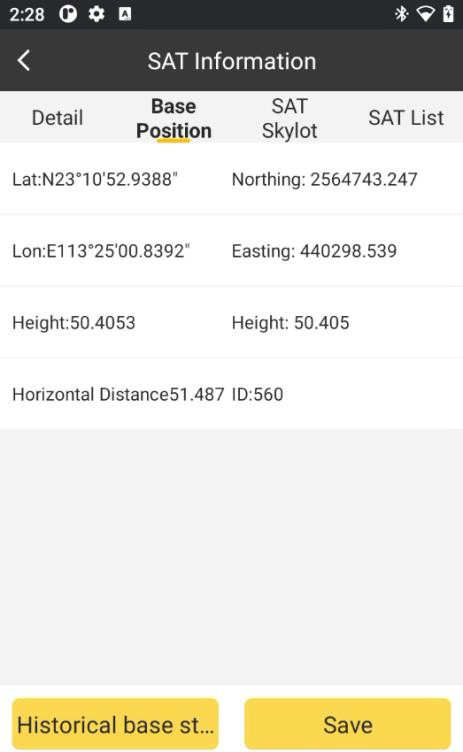 2:28
SAT Information
Detail
Base
Position
SAT
Skylot
SAT List
Lat:N23°10'52.9388"
Northing: 2564743.247
Lon:E113°25'00.8392"
Easting: 440298.539
Height:50.4053
Height: 50.405
Horizontal Distance51.487
ID:560
Historical base st...
Save